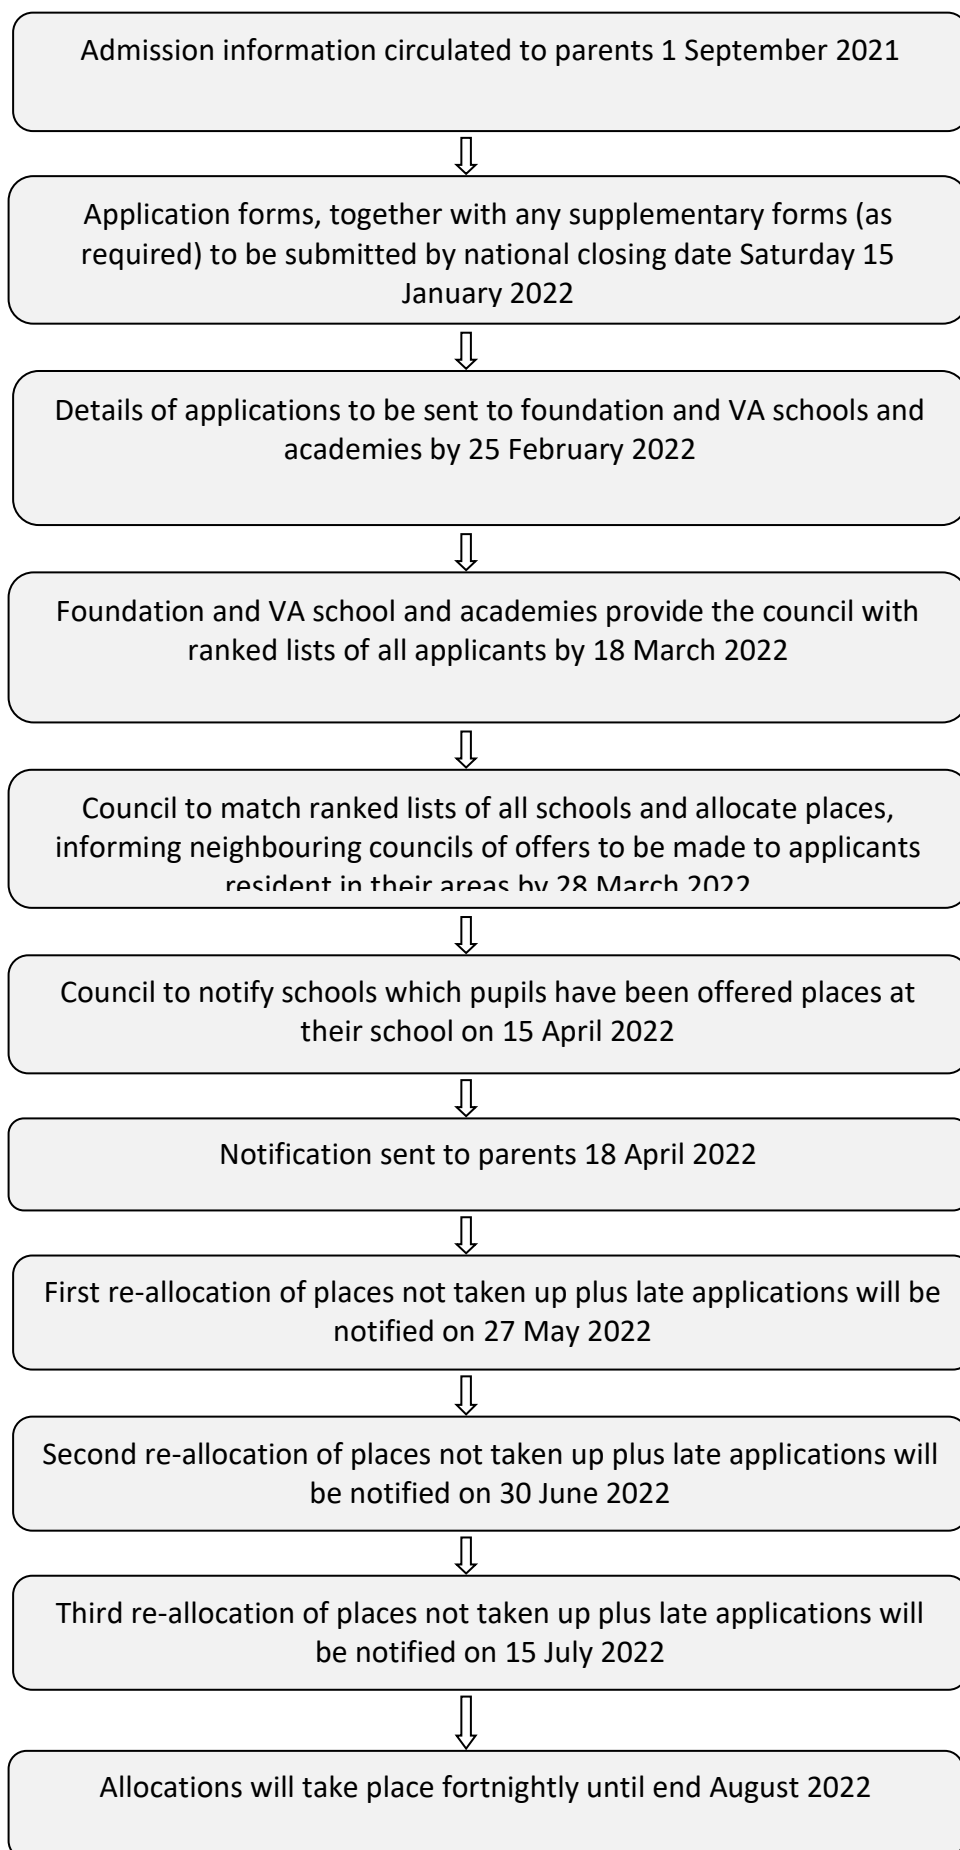 Admission information circulated to parents 1 September 2021
Application forms, together with any supplementary forms (as
required) to be submitted by national closing date Saturday 15
January 2022
Details of applications to be sent to foundation and VA schools and
academies by 25 February 2022
Foundation and VA school and academies provide the council with
ranked lists of all applicants by 18 March 2022
Council to match ranked lists of all schools and allocate places,
informing neighbouring councils of offers to be made to applicants
resident in their areas by 28 March 2022
Council to notify schools which pupils have been offered places at
their school on 15 April 2022
Notification sent to parents 18 April 2022
First re-allocation of places not taken up plus late applications will be
notified on 27 May 2022
Second re-allocation of places not taken up plus late applications will
be notified on 30 June 2022
Third re-allocation of places not taken up plus late applications will
be notified on 15 July 2022
Allocations will take place fortnightly until end August 2022